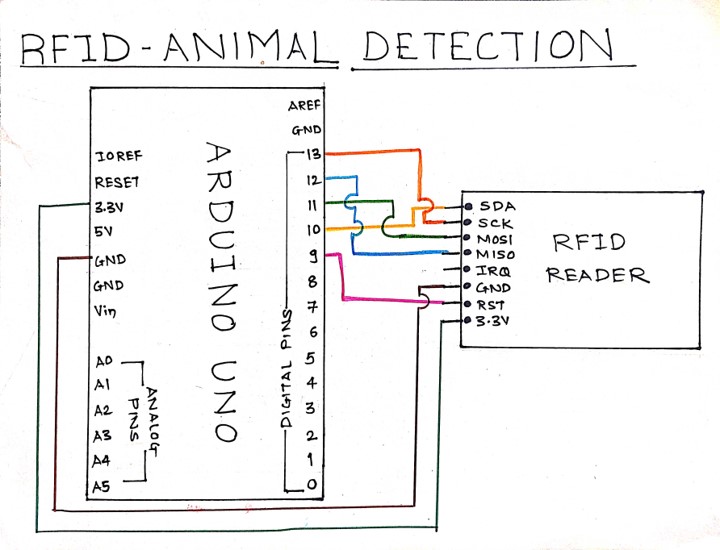 RFID-ANIMAL DETECTION
AREF
GND
13
12
11
10
9
8
7
6
5
4
3
2
1
0
DIGITAL PINS
ARDUINO UNO
IOREF
RESET
3.3V
5V
GND
GND
Vin
A0
A1
A2
A3
A4
A5
ANALOG
PINS
SDA
SCK
MOSI
MISO
IRQ
GND
RST
3.3V
RFID
READER